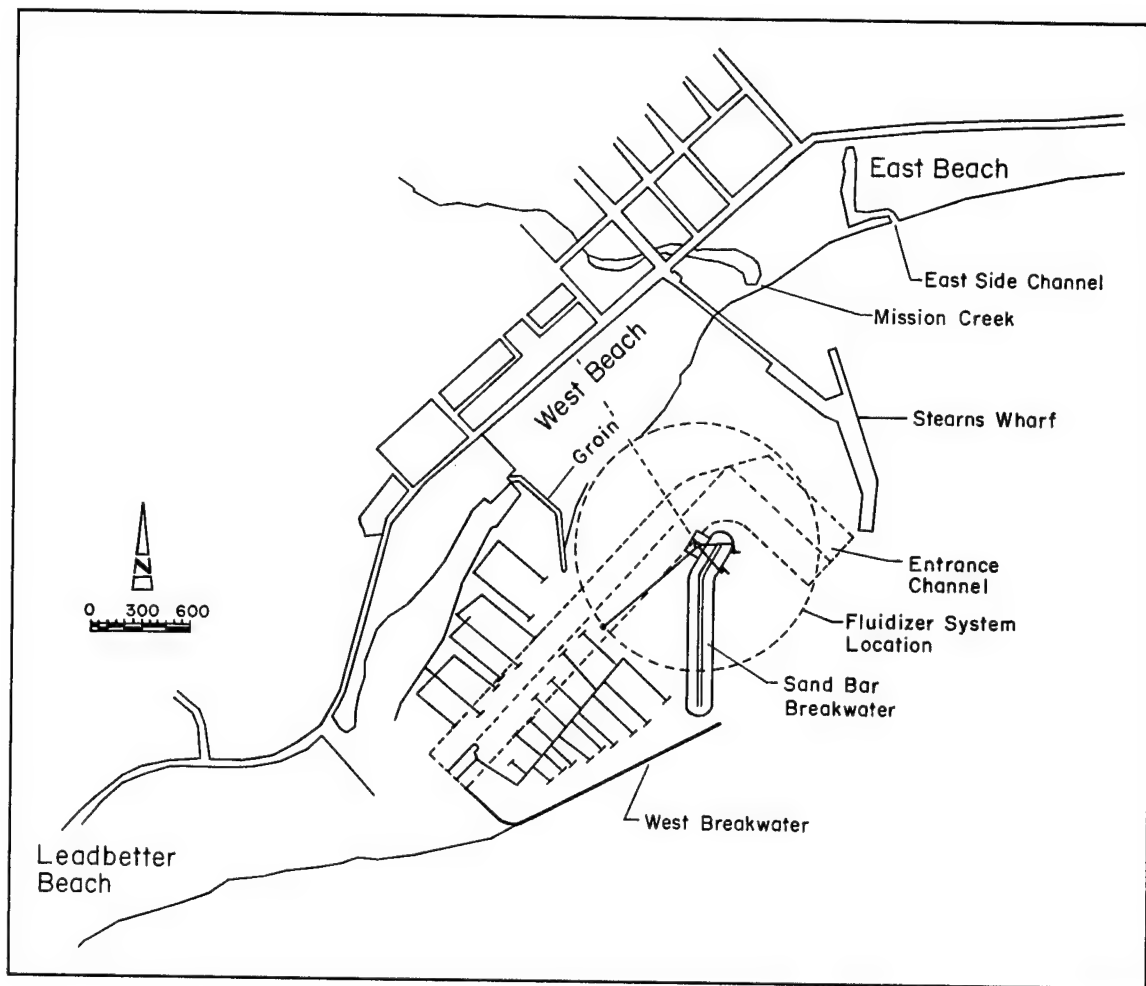 East Beach
East Side Channel
Mission Creek
West Beach
Stearns Wharf
Groin
N
0 300 600
Entrance
Channel
Fluidizer System
Location
Sand Bar
Breakwater
West Breakwater
Leadbetter
Beach